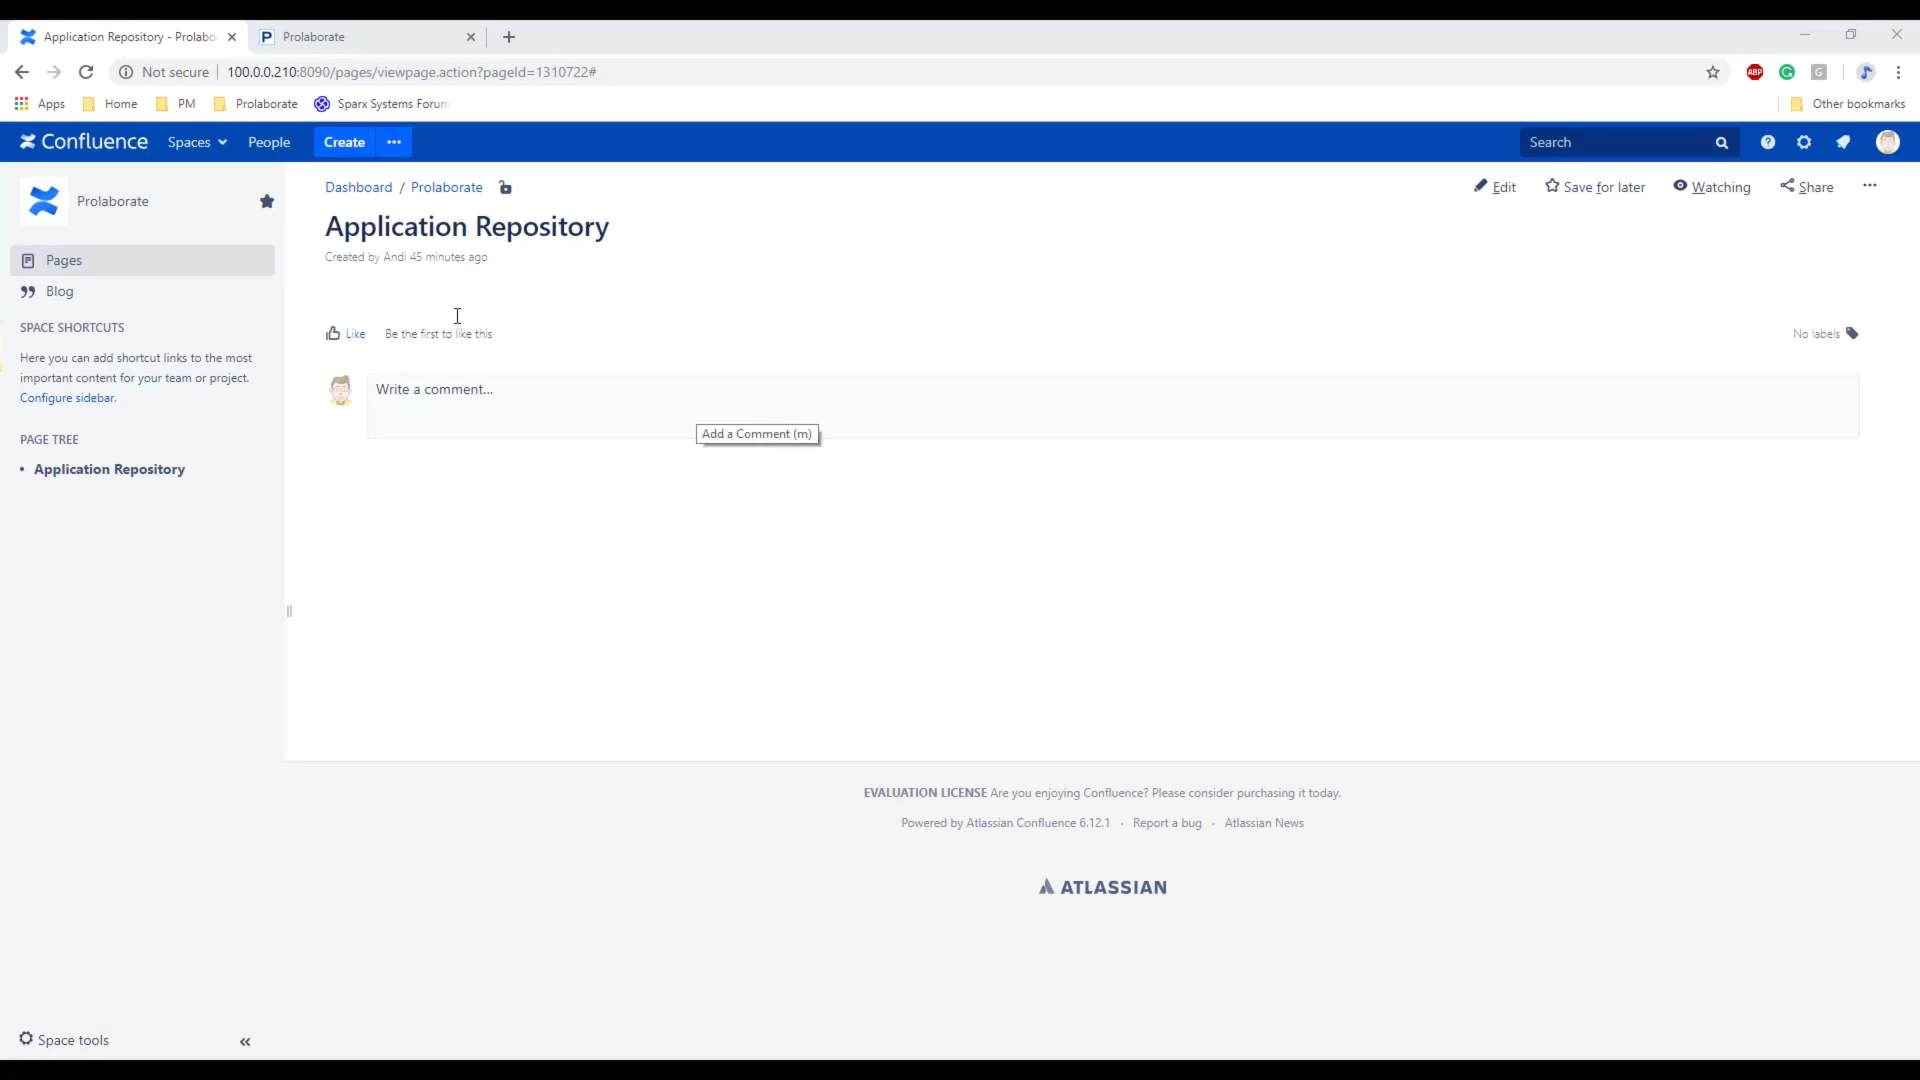 Application Repository - Prolabo
Prolaborate
Not secure
100.0.0.210:8090/pages/viewpage.action?pageId=1310722#
ABP
G
G
Apps
Home
PM
Prolaborate
Sparx Systems Forum
Other bookmarks
Confluence
Spaces
People
Create
Search
Prolaborate
Dashboard / Prolaborate
Edit
Save for later
Watching
Share
Application Repository
Created by Andi 45 minutes ago
Pages
Blog
SPACE SHORTCUTS
Here you can add shortcut links to the most
important content for your team or project.
Configure sidebar.
PAGE TREE
• Application Repository
Like
Be the first to like this
No labels
Write a comment...
Add a Comment (m)
EVALUATION LICENSE Are you enjoying Confluence? Please consider purchasing it today.
Powered by Atlassian Confluence 6.12.1 · Report a bug · Atlassian News
ATLASSIAN
Space tools